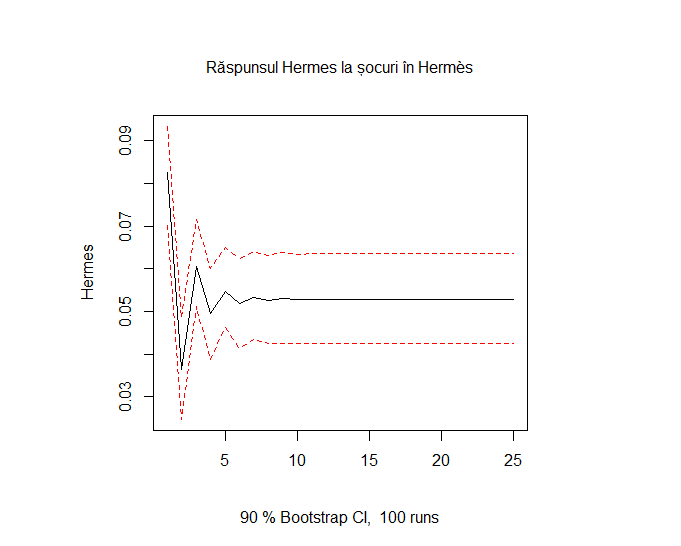 Răspunsul Hermes la șocuri în Hermès
Hermes
0.09
0.07
0.05
0.03
5 10 15 20 25
90 % Bootstrap CI, 100 runs